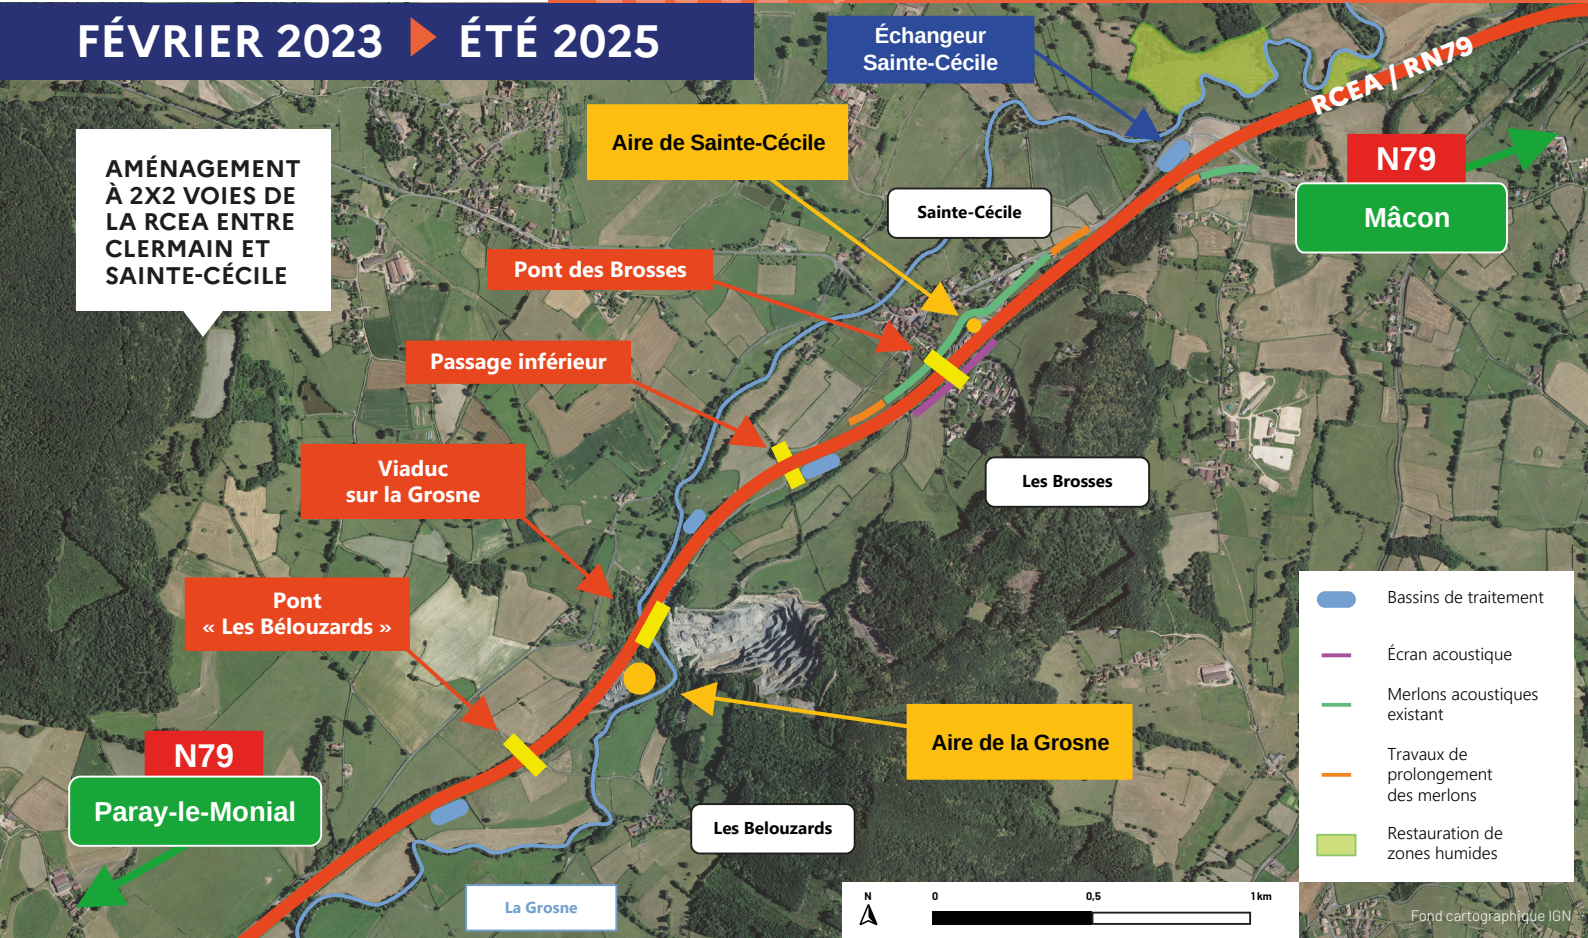 FÉVRIER 2023 ÉTÉ 2025
Échangeur
Sainte-Cécile
RCEA / RN79
Aire de Sainte-Cécile
AMÉNAGEMENT
À 2X2 VOIES DE
LA RCEA ENTRE
CLERMAIN ET
SAINTE-CÉCILE
N79
Mâcon
Sainte-Cécile
Pont des Brosses
Passage inférieur
Viaduc
sur la Grosne
Les Brosses
Pont
« Les Bélouzards »
Aire de la Grosne
N79
Paray-le-Monial
Les Belouzards
La Grosne
Bassins de traitement
Écran acoustique
Merlons acoustiques
existant
Travaux de
prolongement
des merlons
Restauration de
zones humides
N
0 0,5 1 km
Fond cartographique IGN